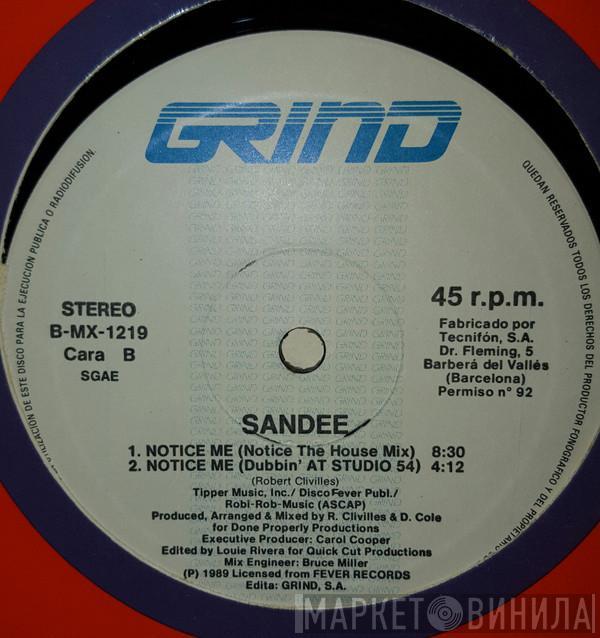 GRIND
UTILIZACION DE ESTE DISCO PARA LA EJECUCION PUBLICA O RADIODIFUSION.
QUEDAN RESERVADOS TODOS LOS DERECHOS DEL PRODUCTOR FONOGRAFICO Y DEL PROPIETARIO
STEREO
B-MX-1219
Cara B
SGAE
45 r.p.m.
Fabricado por
Tecnifón, S.A.
Dr. Fleming, 5
Barberá del Vallés
(Barcelona)
Permiso n° 92
SANDEE
1. NOTICE ME (Notice The House Mix) 8:30
2. NOTICE ME (Dubbin' AT STUDIO 54) 4:12
(Robert Clivilles)
Tipper Music, Inc./ Disco Fever Publ./
Robi-Rob-Music (ASCAP)
Produced, Arranged & Mixed by R. Clivilles & D. Cole
for Done Properly Productions
Executive Producer: Carol Cooper
Edited by Louie Rivera for Quick Cut Productions
Mix Engineer: Bruce Miller
(P) 1989 Licensed from FEVER RECORDS
Edita: GRIND, S.A.
МАРКЕТ ВИНИЛА